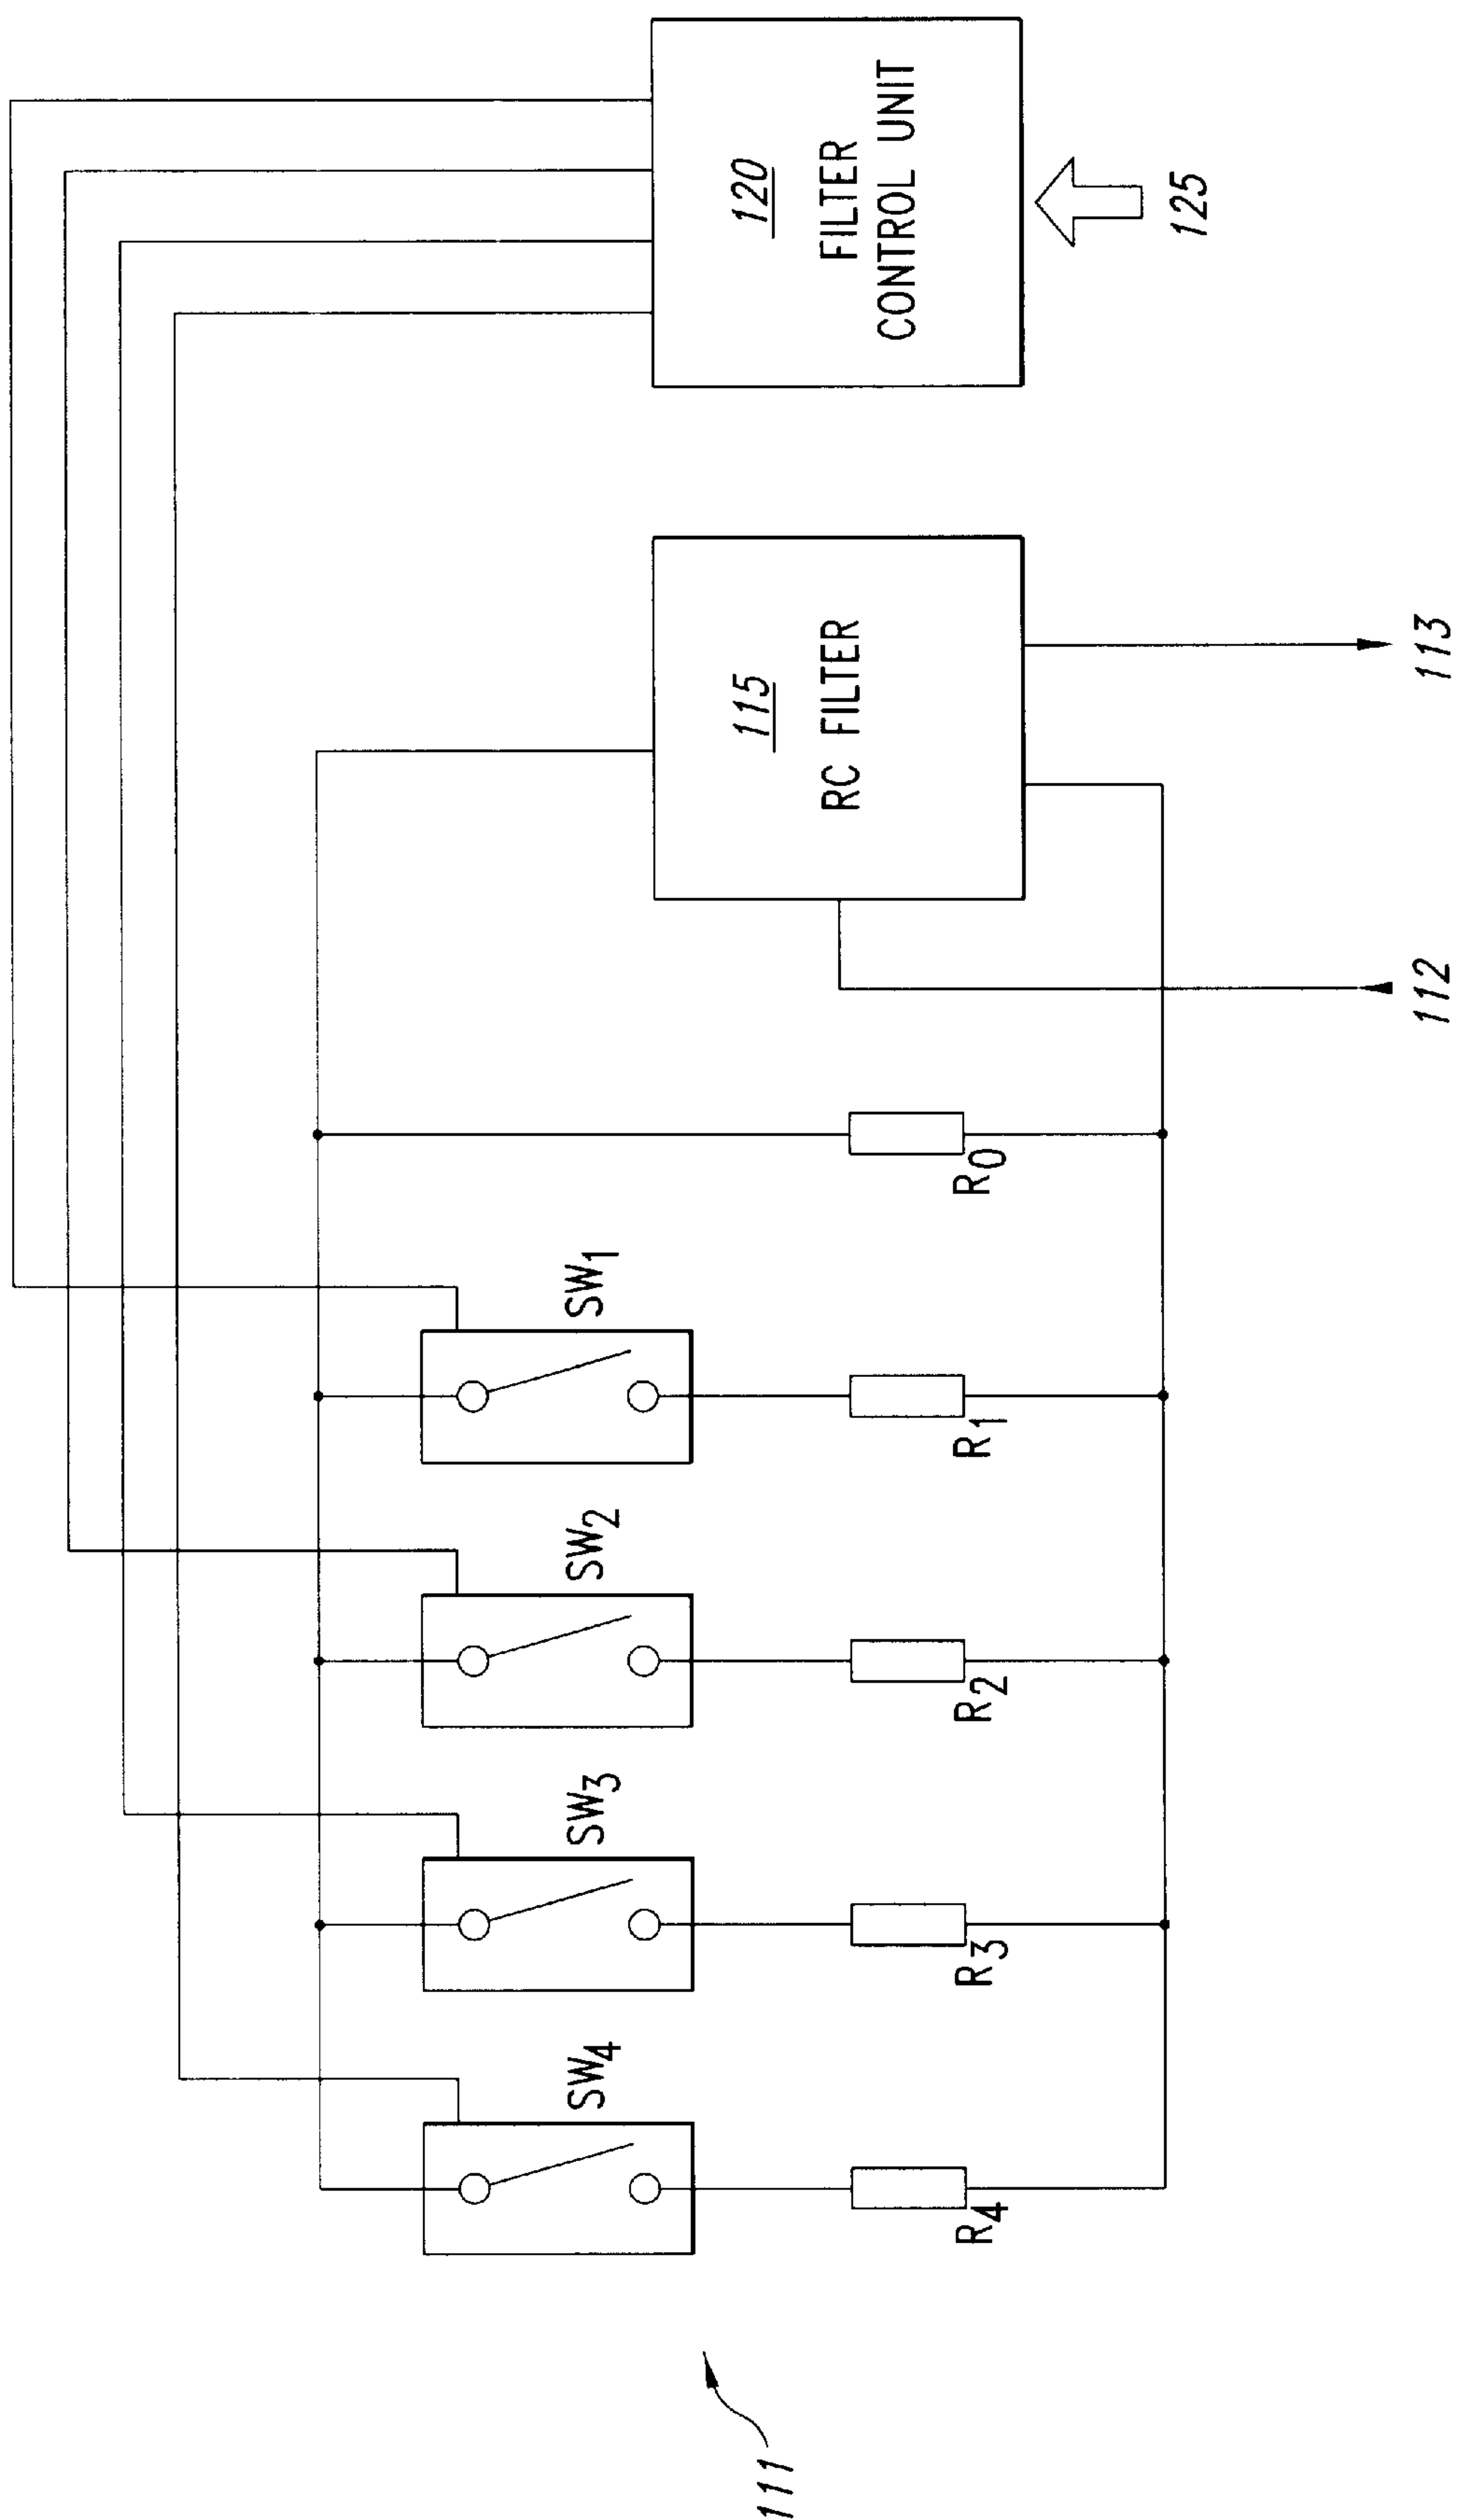 111
SW4
SW3
SW2
SW1
R4
R3
R2
R1
R0
115
RC FILTER
120
FILTER
CONTROL UNIT
125
112
113